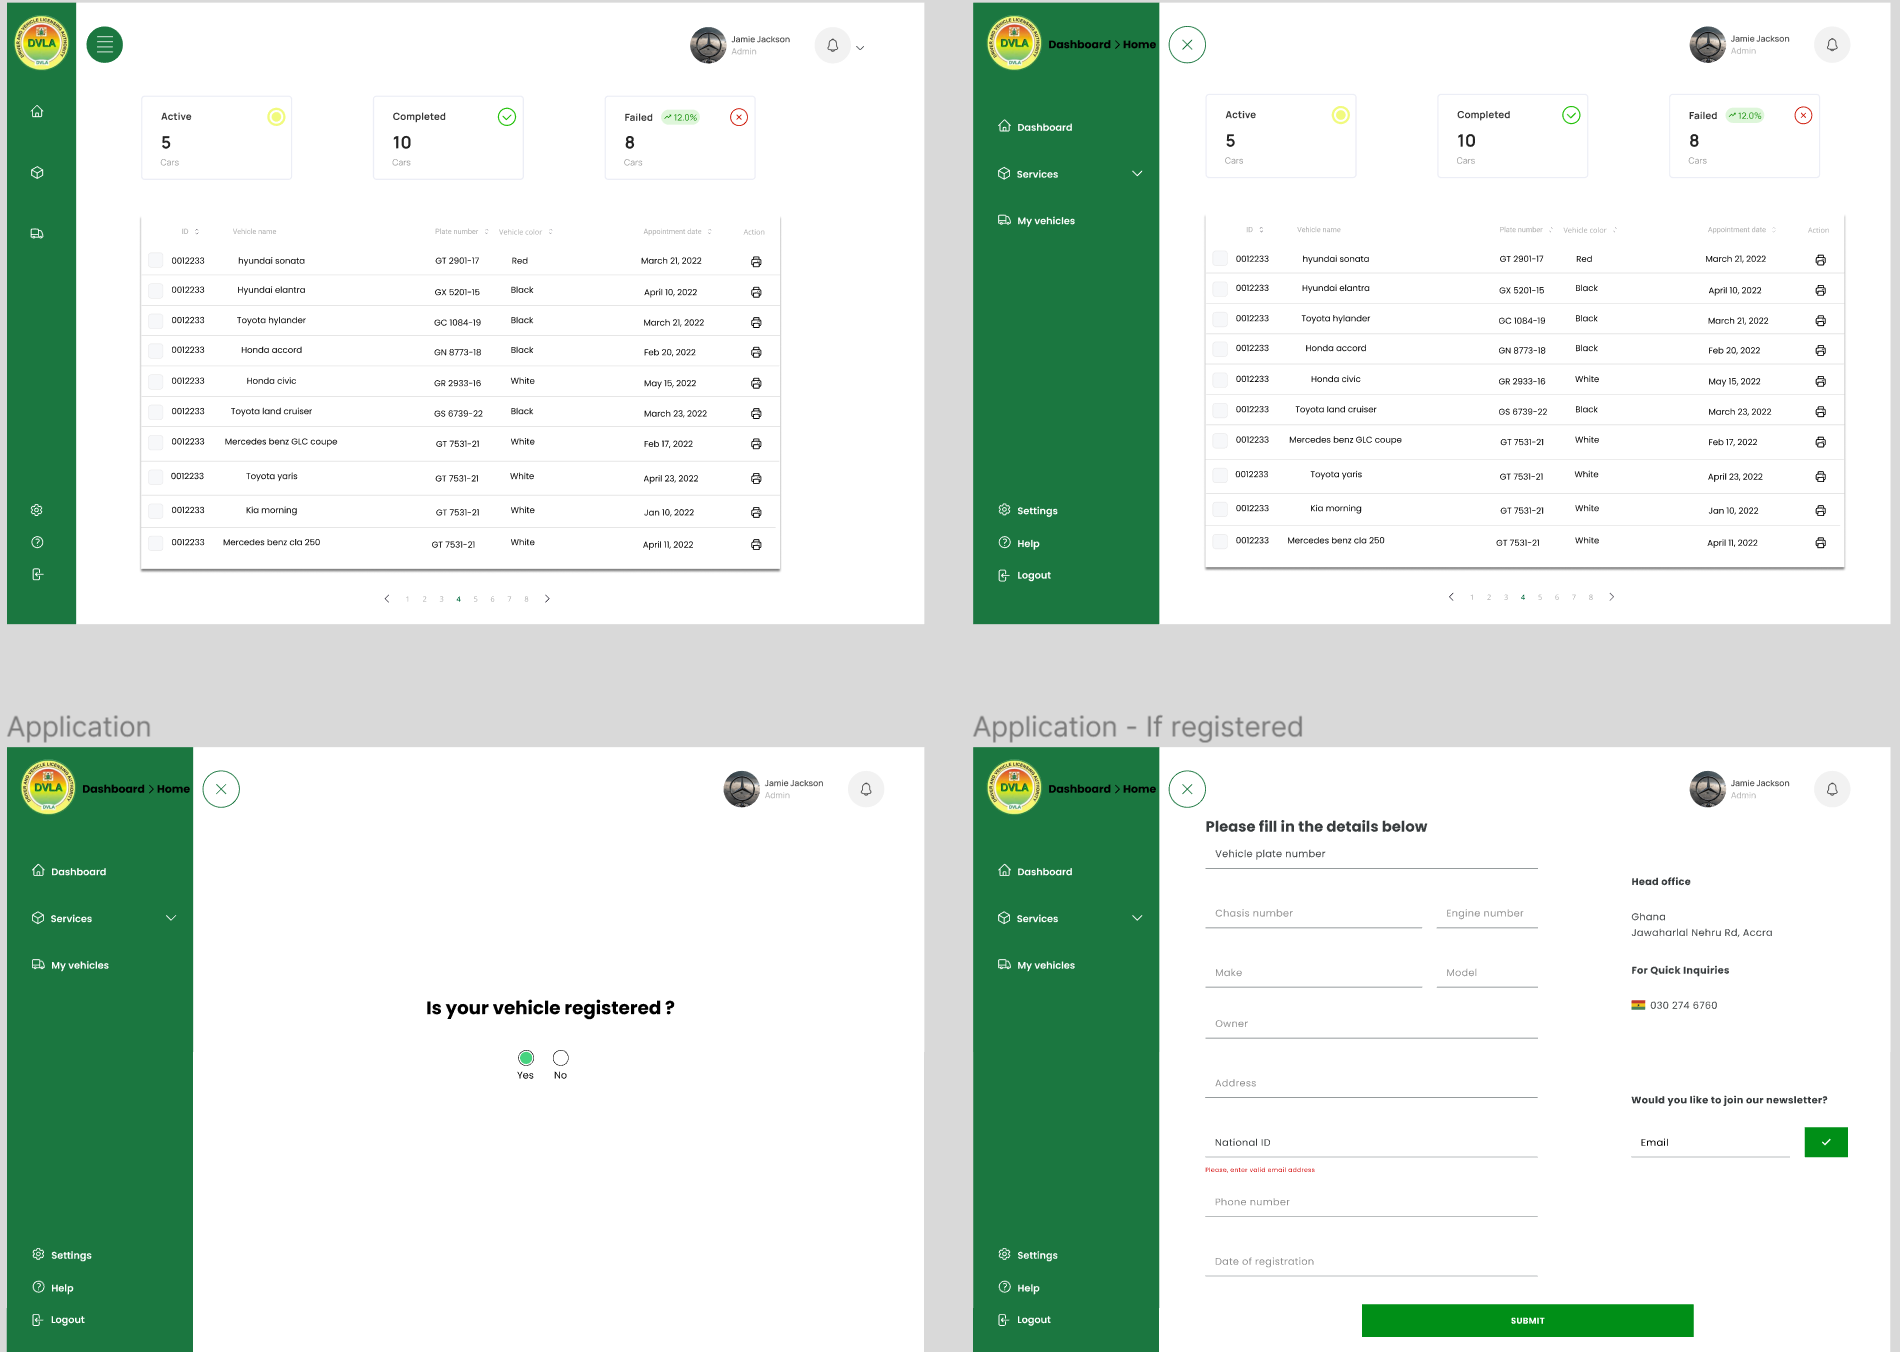 DVLA
DVLA
Jamie Jackson
Admin
Active
5
Cars
Completed
10
Cars
Failed 12.0%
8
Cars
ID Vehicle name Plate number Vehicle color Appointment date Action
0012233 hyundai sonata GT 2901-17 Red March 21, 2022
0012233 Hyundai elantra GX 5201-15 Black April 10, 2022
0012233 Toyota hylander GC 1084-19 Black March 21, 2022
0012233 Honda accord GN 8773-18 Black Feb 20, 2022
0012233 Honda civic GR 2933-16 White May 15, 2022
0012233 Toyota land cruiser GS 6739-22 Black March 23, 2022
0012233 Mercedes benz GLC coupe GT 7531-21 White Feb 17, 2022
0012233 Toyota yaris GT 7531-21 White April 23, 2022
0012233 Kia morning GT 7531-21 White Jan 10, 2022
0012233 Mercedes benz cla 250 GT 7531-21 White April 11, 2022
1 2 3 4 5 6 7 8
DVLA
DVLA
Dashboard > Home
Jamie Jackson
Admin
Dashboard
Services
My vehicles
Settings
Help
Logout
Active
5
Cars
Completed
10
Cars
Failed 12.0%
8
Cars
ID Vehicle name Plate number Vehicle color Appointment date Action
0012233 hyundai sonata GT 2901-17 Red March 21, 2022
0012233 Hyundai elantra GX 5201-15 Black April 10, 2022
0012233 Toyota hylander GC 1084-19 Black March 21, 2022
0012233 Honda accord GN 8773-18 Black Feb 20, 2022
0012233 Honda civic GR 2933-16 White May 15, 2022
0012233 Toyota land cruiser GS 6739-22 Black March 23, 2022
0012233 Mercedes benz GLC coupe GT 7531-21 White Feb 17, 2022
0012233 Toyota yaris GT 7531-21 White April 23, 2022
0012233 Kia morning GT 7531-21 White Jan 10, 2022
0012233 Mercedes benz cla 250 GT 7531-21 White April 11, 2022
1 2 3 4 5 6 7 8
Application
DVLA
DVLA
Dashboard > Home
Jamie Jackson
Admin
Dashboard
Services
My vehicles
Settings
Help
Logout
Is your vehicle registered ?
Yes No
Application - If registered
DVLA
DVLA
Dashboard > Home
Jamie Jackson
Admin
Dashboard
Services
My vehicles
Settings
Help
Logout
Please fill in the details below
Vehicle plate number
Chasis number Engine number
Make Model
Owner
Address
National ID
Please, enter valid email address
Phone number
Date of registration
SUBMIT
Head office
Ghana
Jawaharlal Nehru Rd, Accra
For Quick Inquiries
030 274 6760
Would you like to join our newsletter?
Email